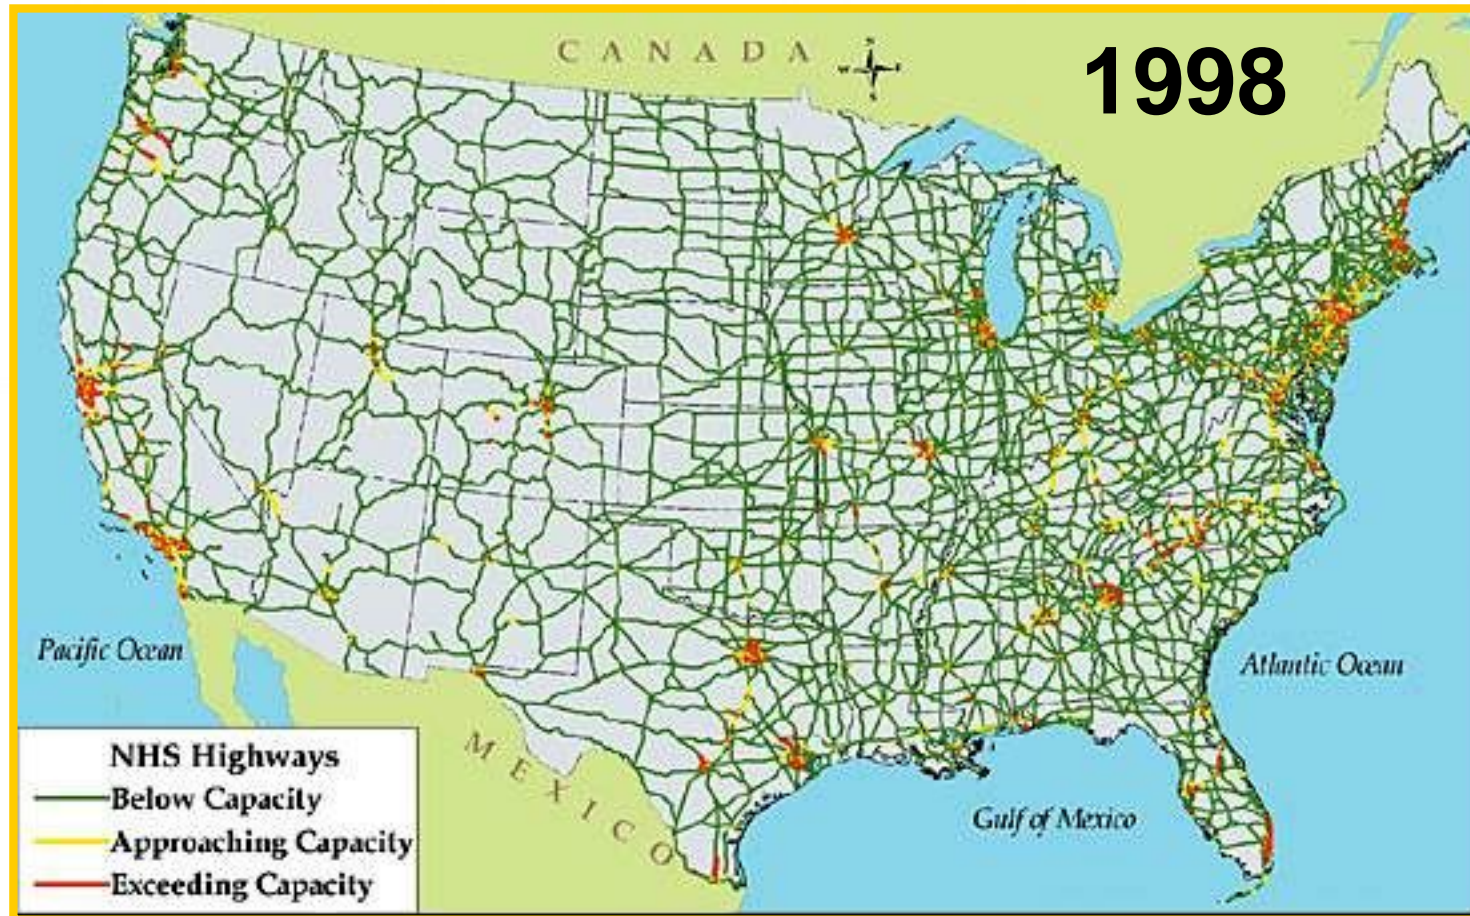 CANADA
N
W E
S
1998
Pacific Ocean
Atlantic Ocean
MEXICO
Gulf of Mexico
NHS Highways
Below Capacity
Approaching Capacity
Exceeding Capacity